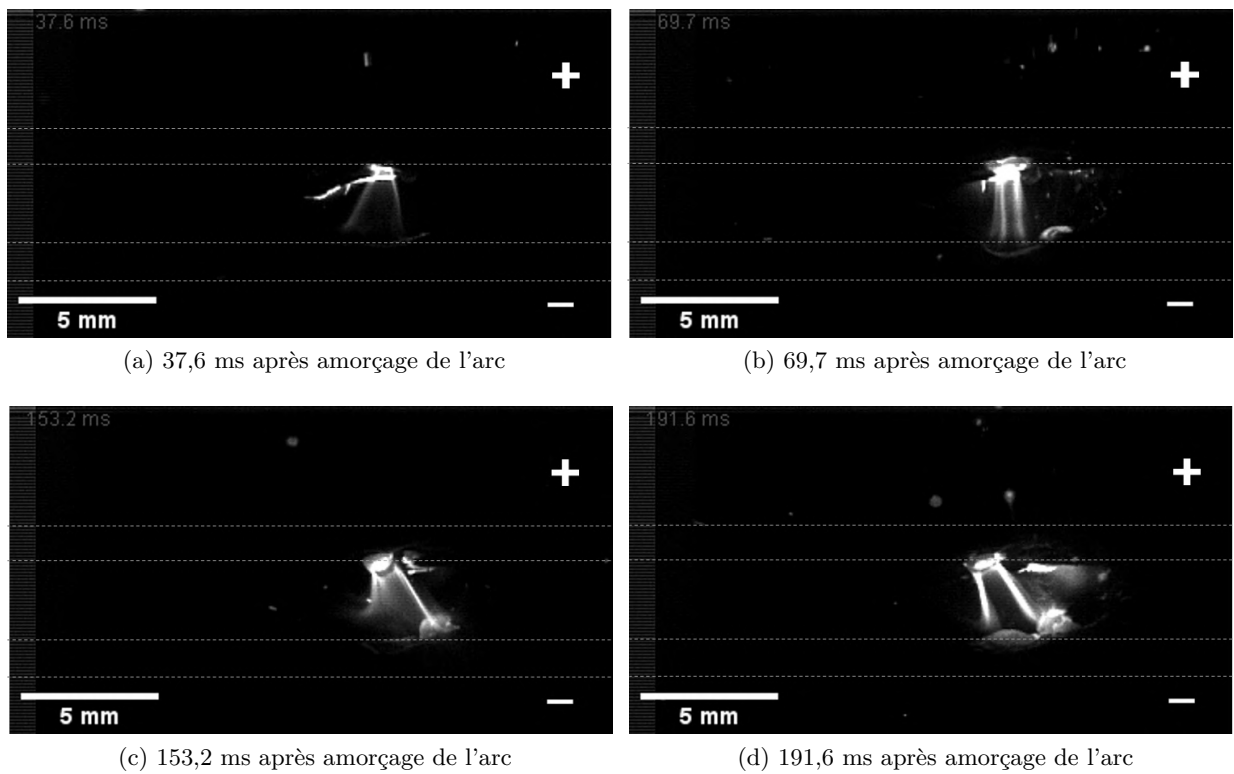 37.6 ms
+
−
5 mm
(a) 37,6 ms après amorçage de l'arc
69.7 ms
+
−
5 mm
(b) 69,7 ms après amorçage de l'arc
153.2 ms
+
−
5 mm
(c) 153,2 ms après amorçage de l'arc
191.6 ms
+
−
5 mm
(d) 191,6 ms après amorçage de l'arc